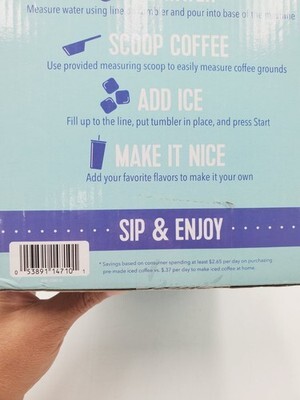 Measure water using line on tumbler and pour into base of the machine
SCOOP COFFEE
Use provided measuring scoop to easily measure coffee grounds
ADD ICE
Fill up to the line, put tumbler in place, and press Start
MAKE IT NICE
Add your favorite flavors to make it your own
SIP & ENJOY
0 53891 14710 1
* Savings based on consumer spending at least $2.65 per day on purchasing
pre-made iced coffee vs. $.37 per day to make iced coffee at home.